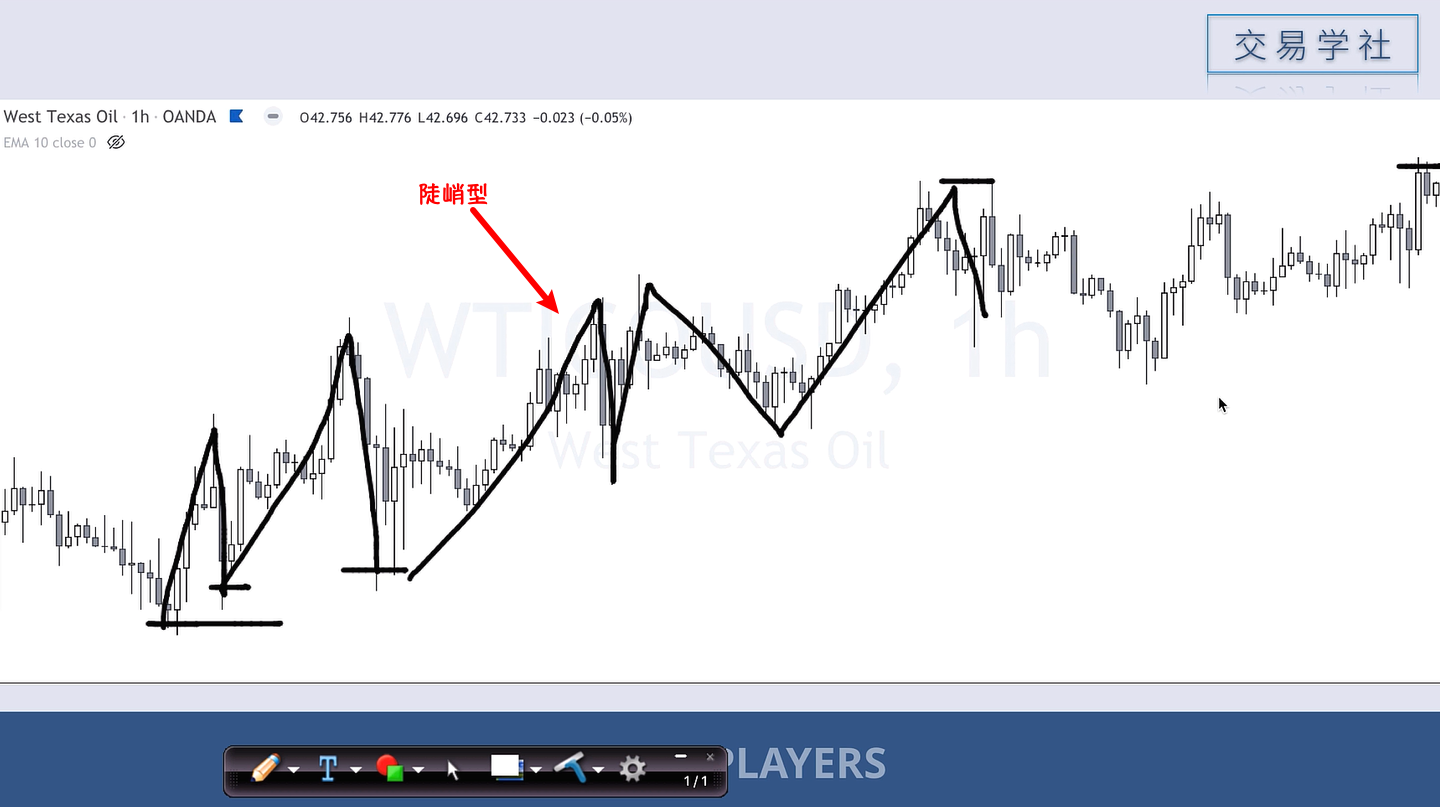 交易学社
West Texas Oil · 1h · OANDA O42.756 H42.776 L42.696 C42.733 −0.023 (−0.05%)
EMA 10 close 0
陡峭型
WTICOUSD, 1h
West Texas Oil
PLAYERS
1/1